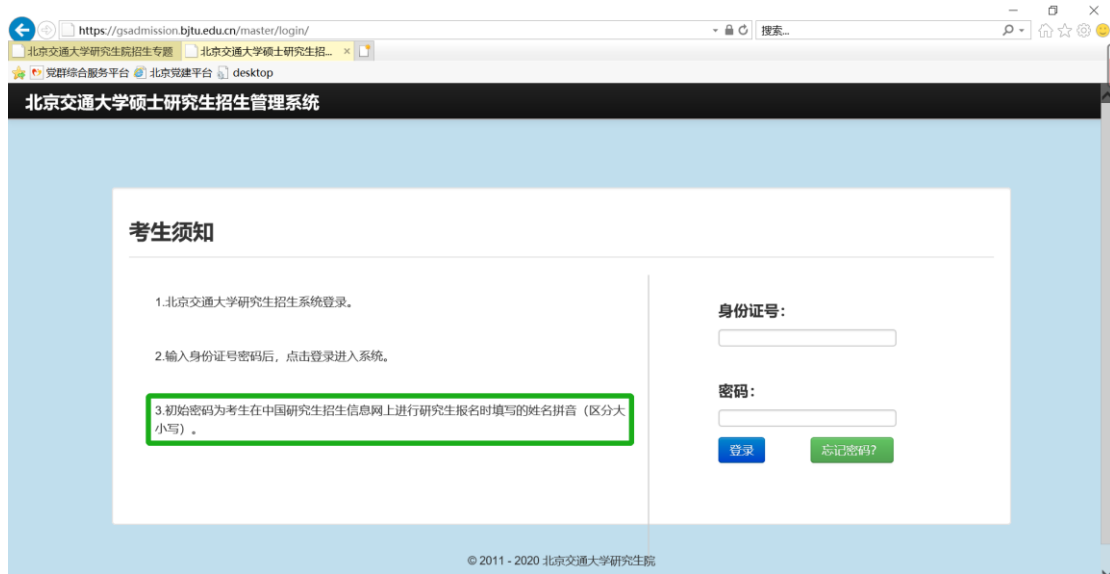 https://gsadmission.bjtu.edu.cn/master/login/
搜索...
北京交通大学研究生院招生专题
北京交通大学硕士研究生招...
党群综合服务平台
北京党建平台
desktop
北京交通大学硕士研究生招生管理系统
考生须知
1.北京交通大学研究生招生系统登录。
2.输入身份证号密码后，点击登录进入系统。
3.初始密码为考生在中国研究生招生信息网上进行研究生报名时填写的姓名拼音（区分大
小写）。
身份证号：
密码：
登录
忘记密码?
© 2011 - 2020 北京交通大学研究生院